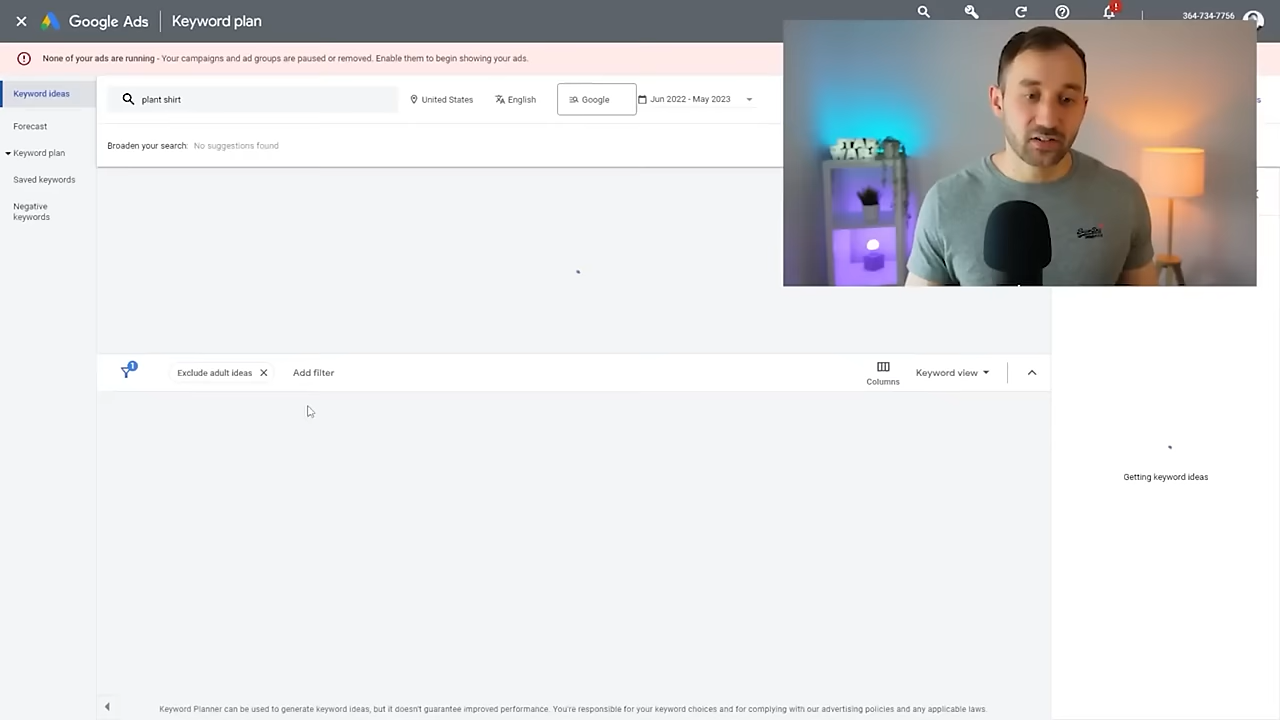 Google Ads
Keyword plan
364-734-7756
None of your ads are running - Your campaigns and ad groups are paused or removed. Enable them to begin showing your ads.
Keyword ideas
Forecast
Keyword plan
Saved keywords
Negative
keywords
plant shirt
United States
English
Google
Jun 2022 - May 2023
Broaden your search: No suggestions found
STAR
WARS
1
Exclude adult ideas
Add filter
Columns
Keyword view
Getting keyword ideas
Keyword Planner can be used to generate keyword ideas, but it doesn't guarantee improved performance. You're responsible for your keyword choices and for complying with our advertising policies and any applicable laws.